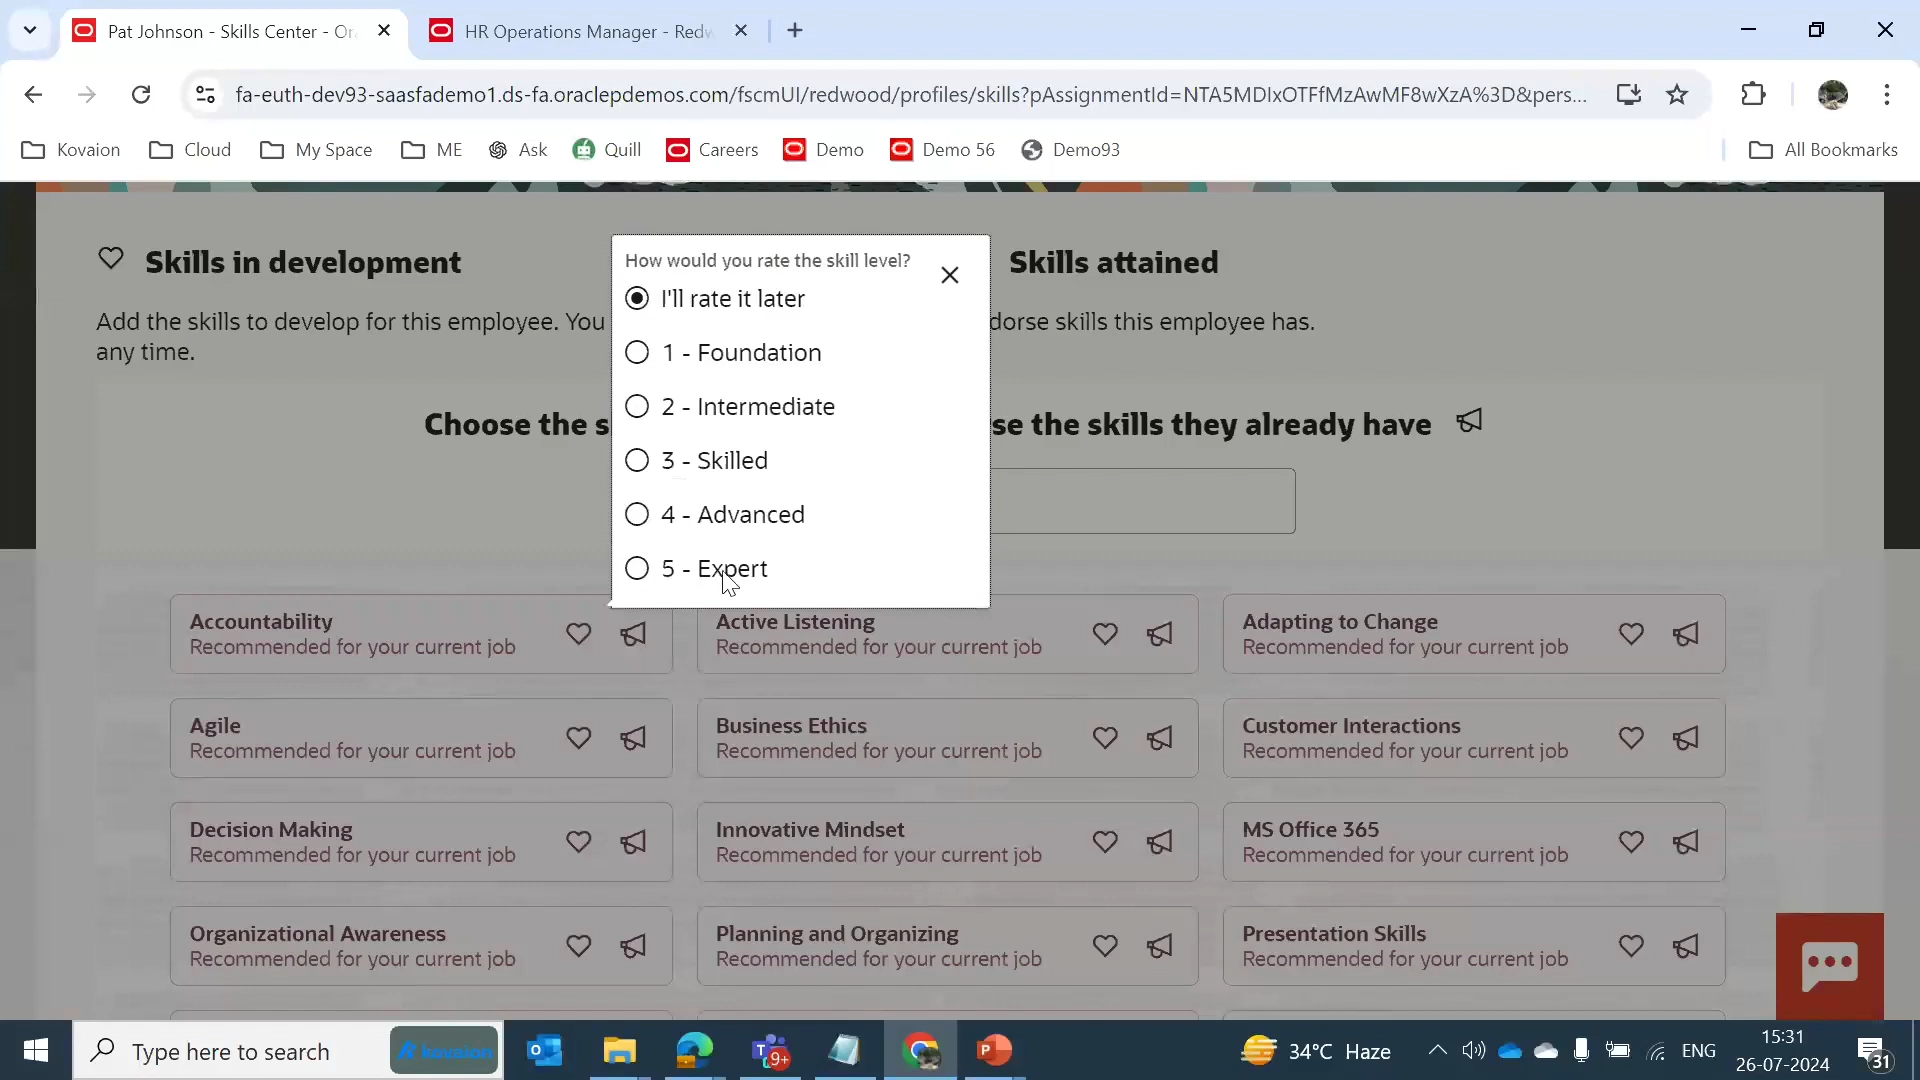 Pat Johnson - Skills Center - Or
HR Operations Manager - Redw
fa-euth-dev93-saasfademo1.ds-fa.oraclepdemos.com/fscmUI/redwood/profiles/skills?pAssignmentId=NTA5MDIxOTFfMzAwMF8wXzA%3D&pers...
Kovaion
Cloud
My Space
ME
Ask
Quill
Careers
Demo
Demo 56
Demo93
All Bookmarks
Skills in development
Add the skills to develop for this employee. You
any time.
Skills attained
dorse skills this employee has.
How would you rate the skill level?
I'll rate it later
1 - Foundation
2 - Intermediate
3 - Skilled
4 - Advanced
5 - Expert
Choose the s
se the skills they already have
Accountability
Recommended for your current job
Active Listening
Recommended for your current job
Adapting to Change
Recommended for your current job
Agile
Recommended for your current job
Business Ethics
Recommended for your current job
Customer Interactions
Recommended for your current job
Decision Making
Recommended for your current job
Innovative Mindset
Recommended for your current job
MS Office 365
Recommended for your current job
Organizational Awareness
Recommended for your current job
Planning and Organizing
Recommended for your current job
Presentation Skills
Recommended for your current job
Type here to search
kovaion
9+
34°C Haze
ENG
15:31
26-07-2024
31